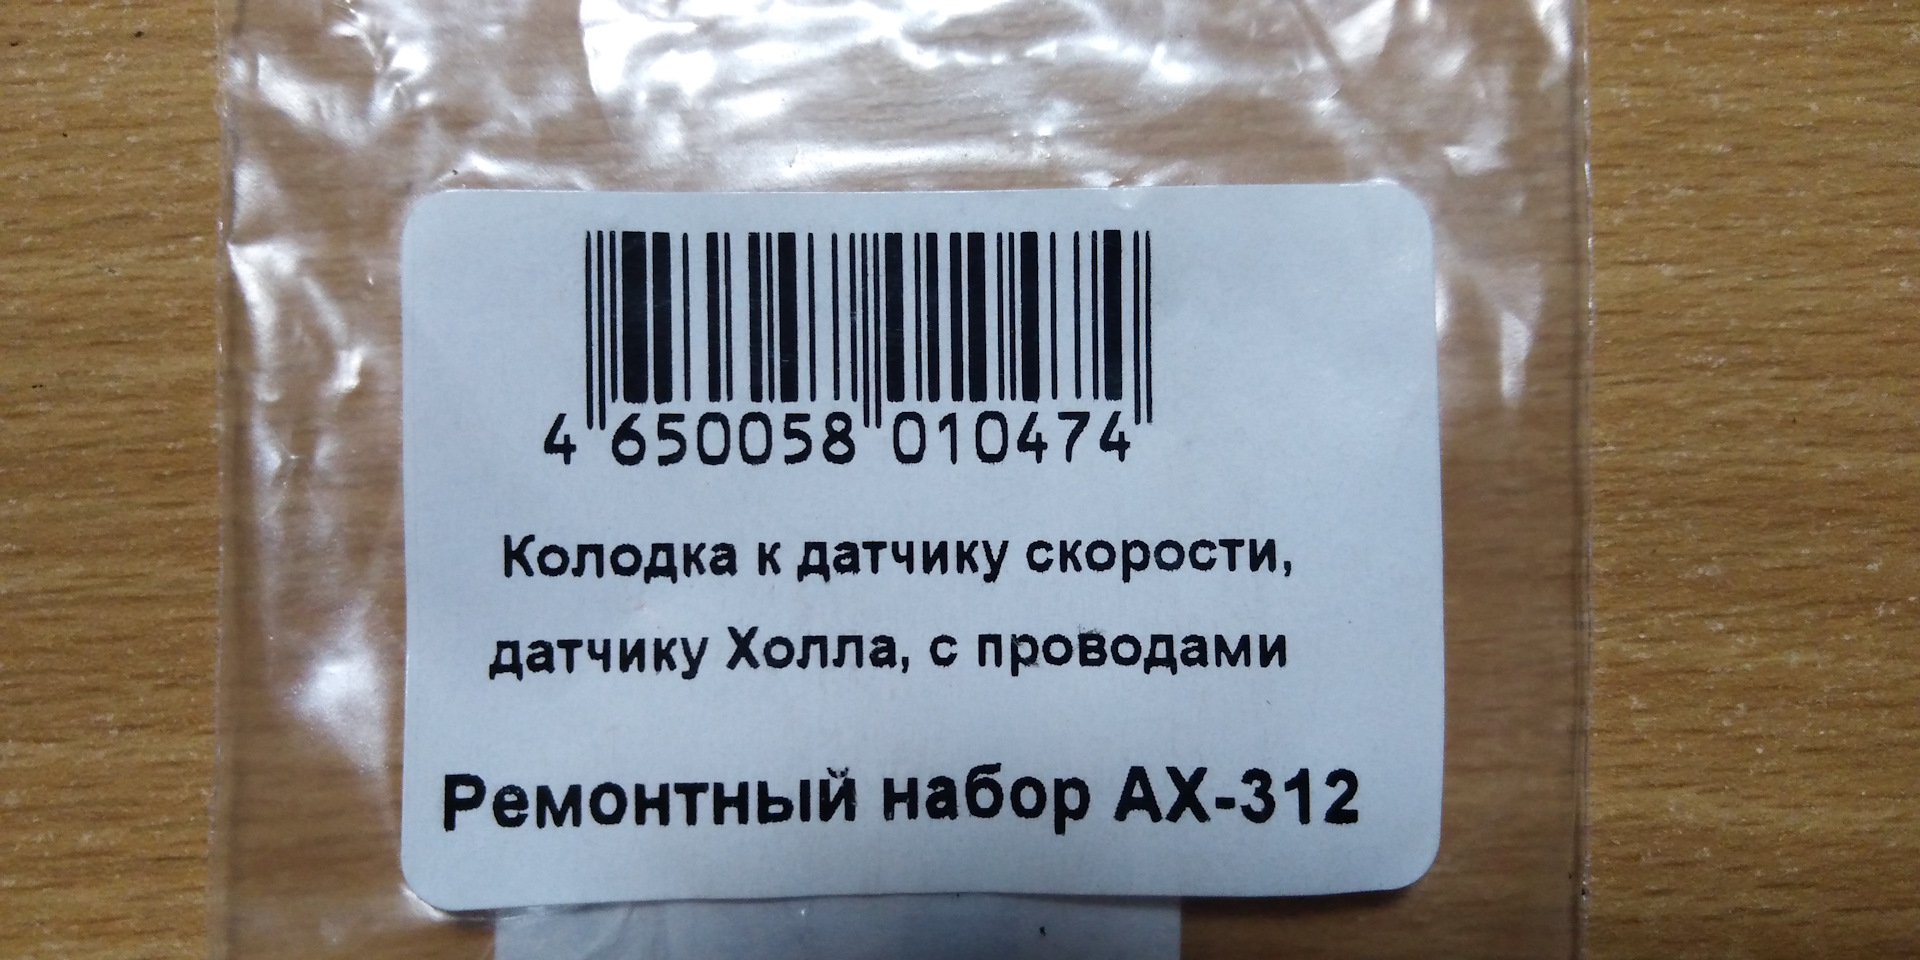 4 650058 010474
Колодка к датчику скорости,
датчику Холла, с проводами
Ремонтный набор АХ-312